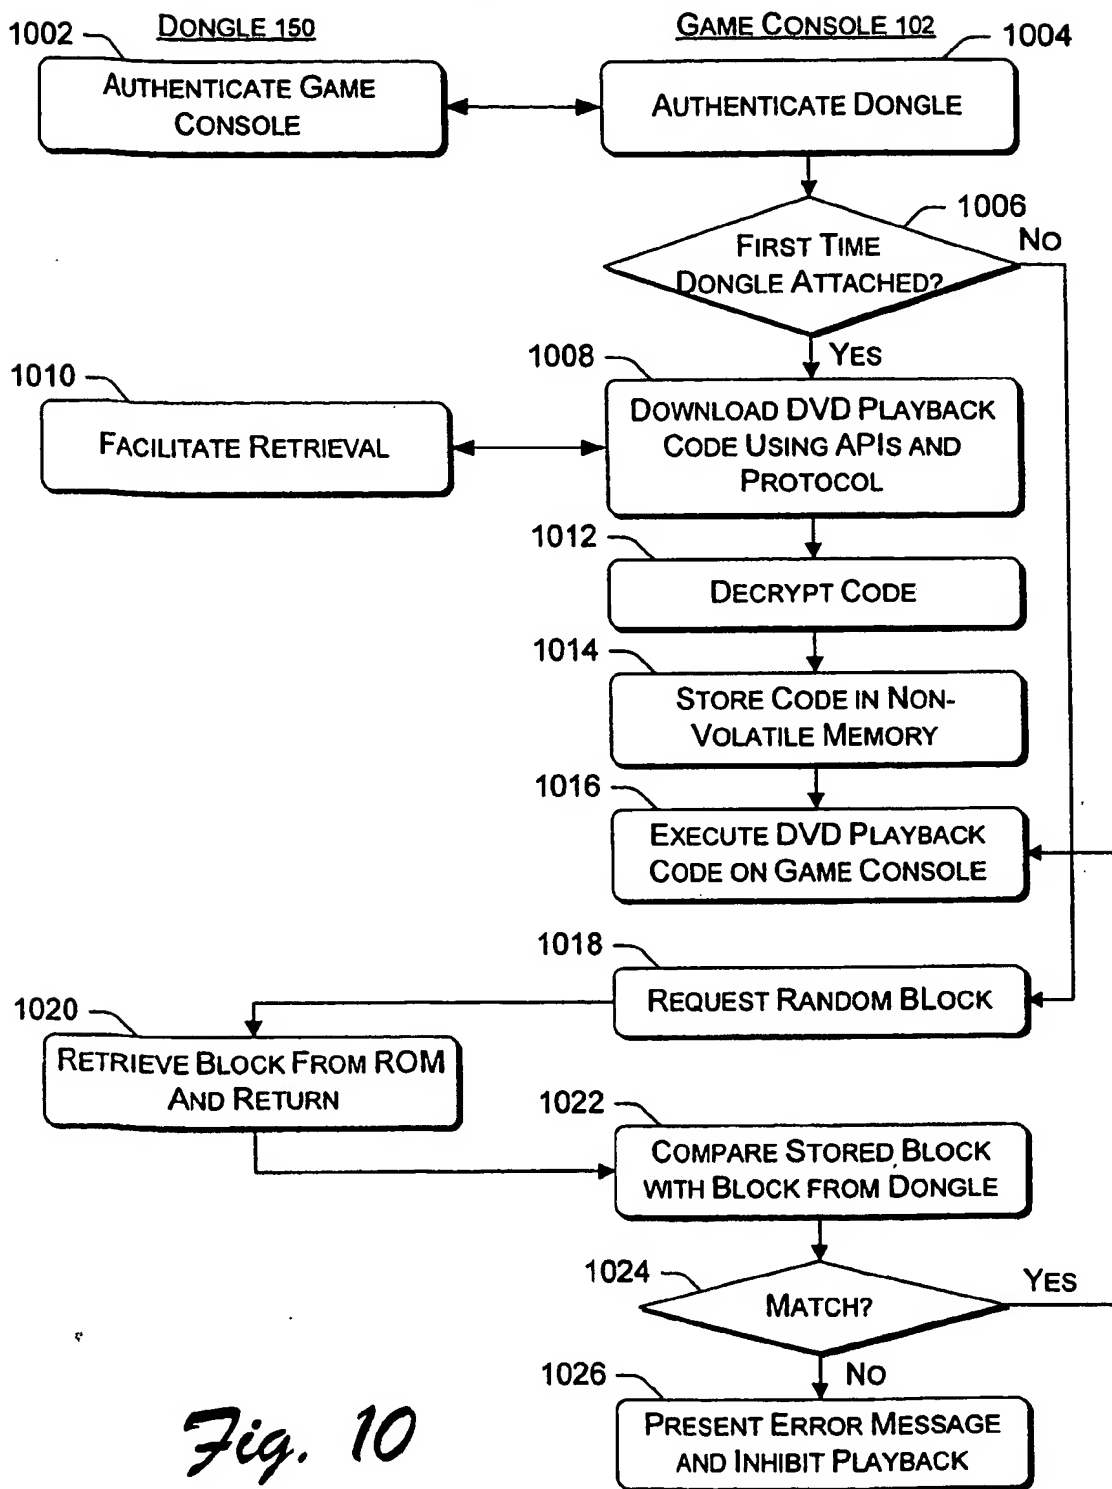 DONGLE 150
GAME CONSOLE 102
1002
1004
AUTHENTICATE GAME
CONSOLE
AUTHENTICATE DONGLE
1006
FIRST TIME
DONGLE ATTACHED?
NO
YES
1008
1010
DOWNLOAD DVD PLAYBACK
CODE USING APIS AND
PROTOCOL
FACILITATE RETRIEVAL
1012
DECRYPT CODE
1014
STORE CODE IN NON-
VOLATILE MEMORY
1016
EXECUTE DVD PLAYBACK
CODE ON GAME CONSOLE
1018
REQUEST RANDOM BLOCK
1020
RETRIEVE BLOCK FROM ROM
AND RETURN
1022
COMPARE STORED BLOCK
WITH BLOCK FROM DONGLE
1024
MATCH?
YES
NO
1026
PRESENT ERROR MESSAGE
AND INHIBIT PLAYBACK
Fig. 10